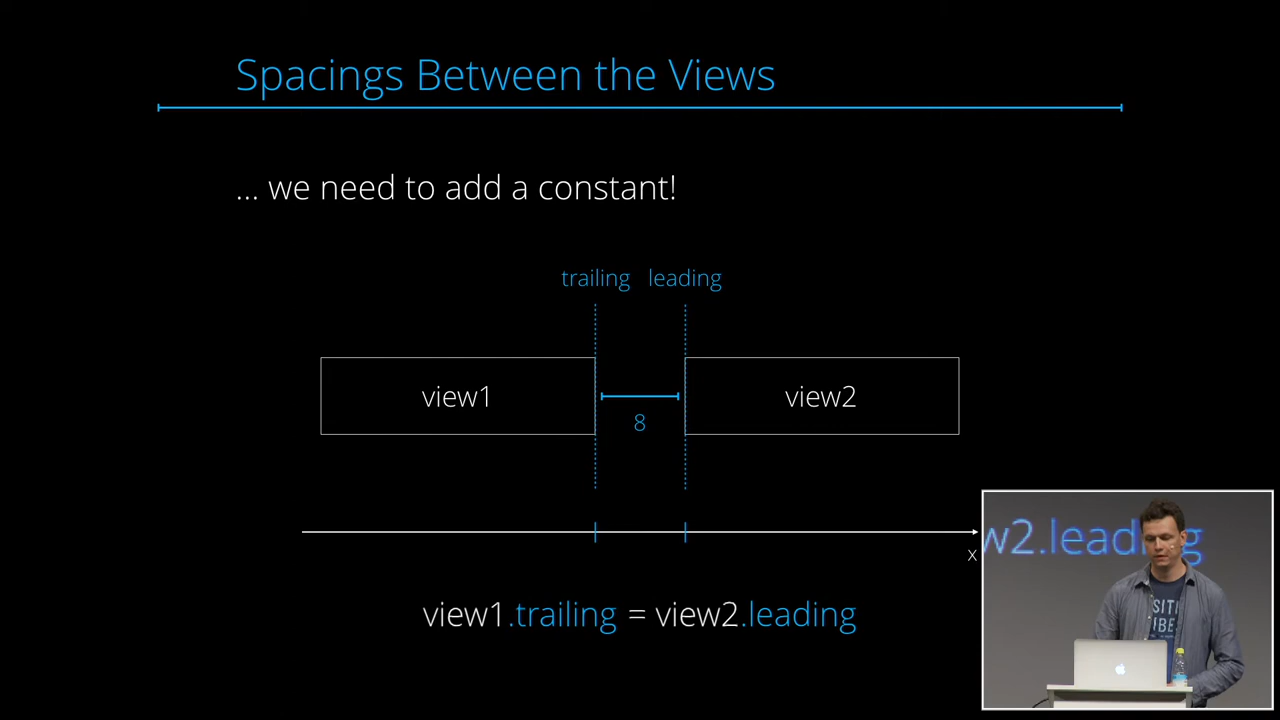 Spacings Between the Views
... we need to add a constant!
trailing leading
view1 view2
8
x
view1.trailing = view2.leading
w2.leading